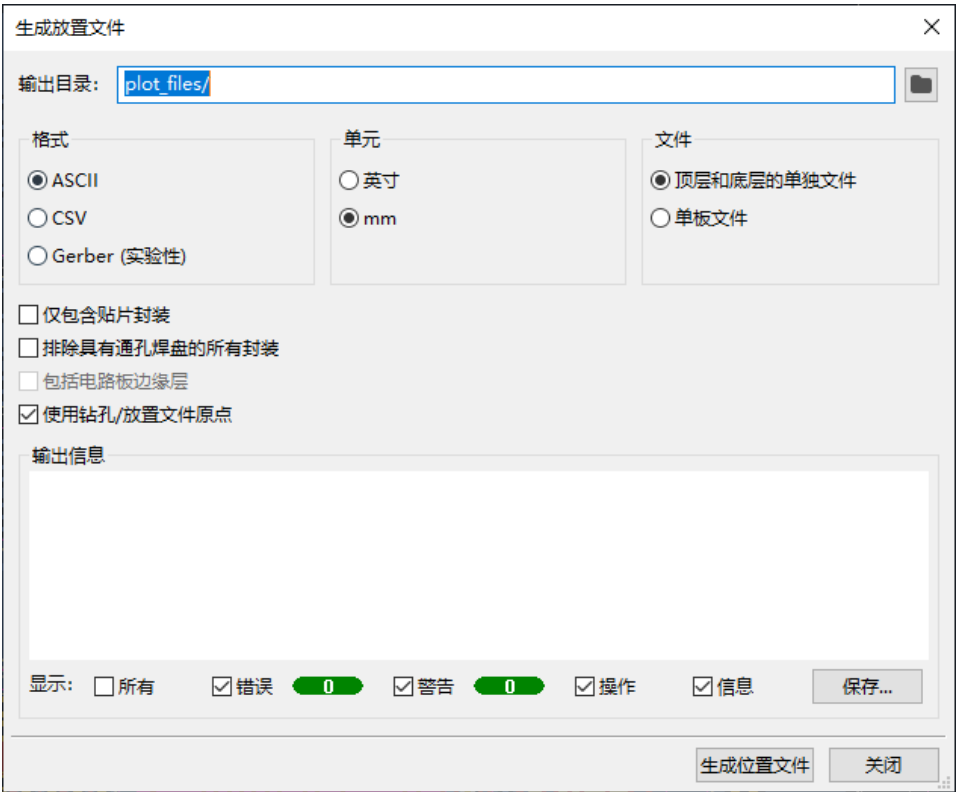 生成放置文件
输出目录: plot_files/
格式 单元 文件
ASCII 英寸 顶层和底层的单独文件
CSV mm 单板文件
Gerber (实验性)
仅包含贴片封装
排除具有通孔焊盘的所有封装
包括电路板边缘层
使用钻孔/放置文件原点
输出信息
显示: 所有 错误 0 警告 0 操作 信息 保存...
生成位置文件 关闭